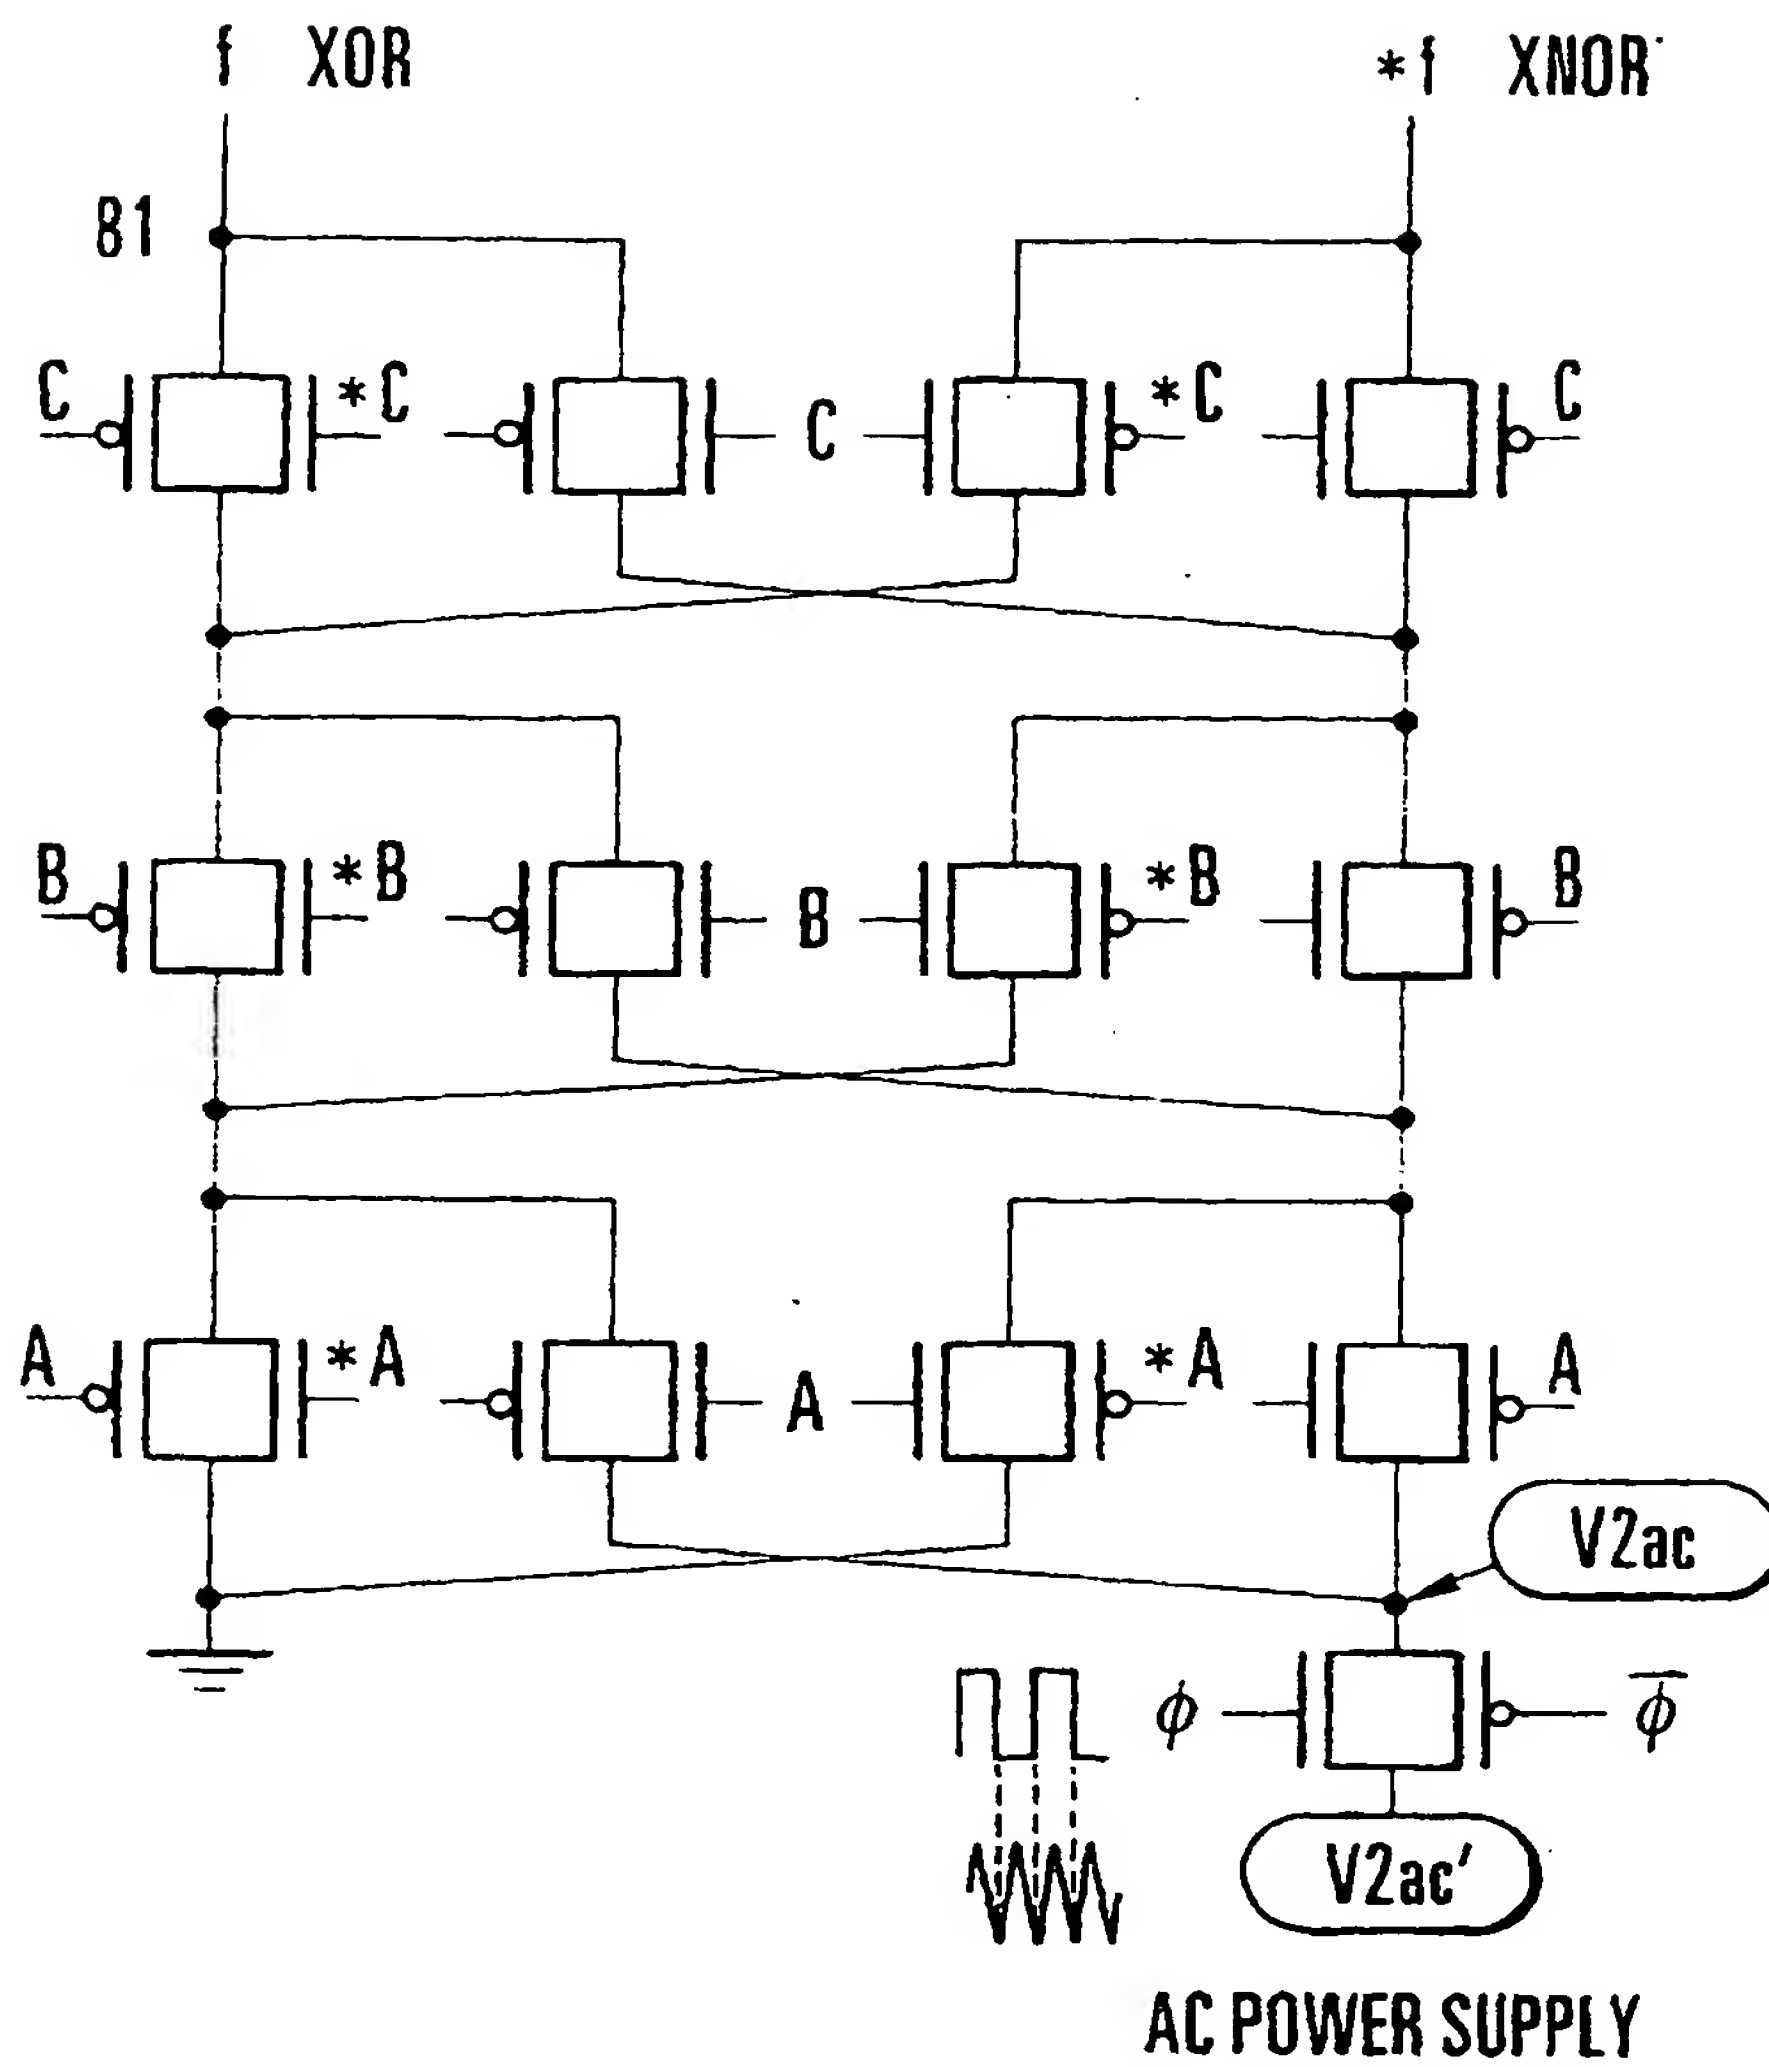 f XOR *f XNOR
81
C *C C *C C
B *B B *B B
A *A A *A A
V2ac
ϕ ϕ̅
V2ac′
AC POWER SUPPLY